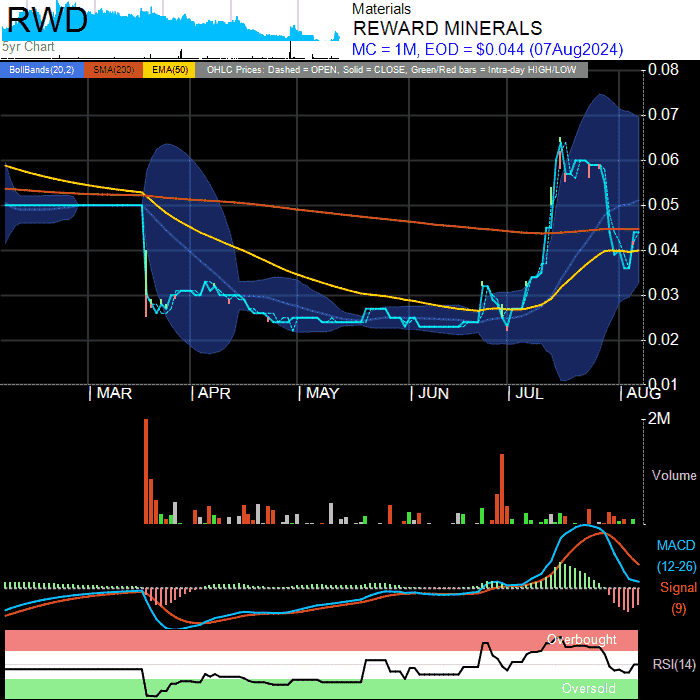 RWD
5yr Chart
Materials
REWARD MINERALS
MC = 1M, EOD = $0.044 (07Aug2024)
BollBands(20,2) SMA(200) EMA(50) OHLC Prices: Dashed = OPEN, Solid = CLOSE, Green/Red bars = Intra-day HIGH/LOW
0.08
0.07
0.06
0.05
0.04
0.03
0.02
0.01
MAR APR MAY JUN JUL AUG
2M
Volume
MACD
(12-26)
Signal
(9)
Overbought
RSI(14)
Oversold